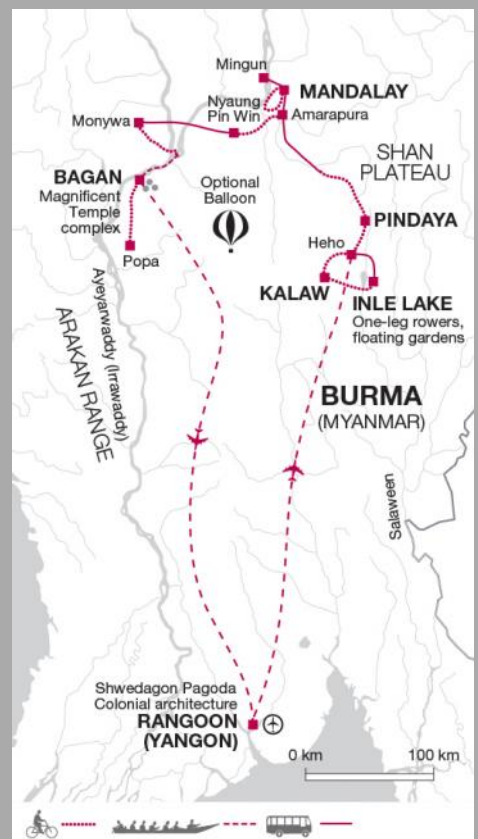 Mingun
MANDALAY
Nyaung
Pin Win
Amarapura
Monywa
SHAN
PLATEAU
BAGAN
Magnificent
Temple
complex
Optional
Balloon
PINDAYA
Heho
Popa
KALAW
INLE LAKE
One-leg rowers,
floating gardens
Ayeyarwaddy (Irrawaddy)
ARAKAN RANGE
BURMA
(MYANMAR)
Salaween
Shwedagon Pagoda
Colonial architecture
RANGOON
(YANGON)
0 km 100 km